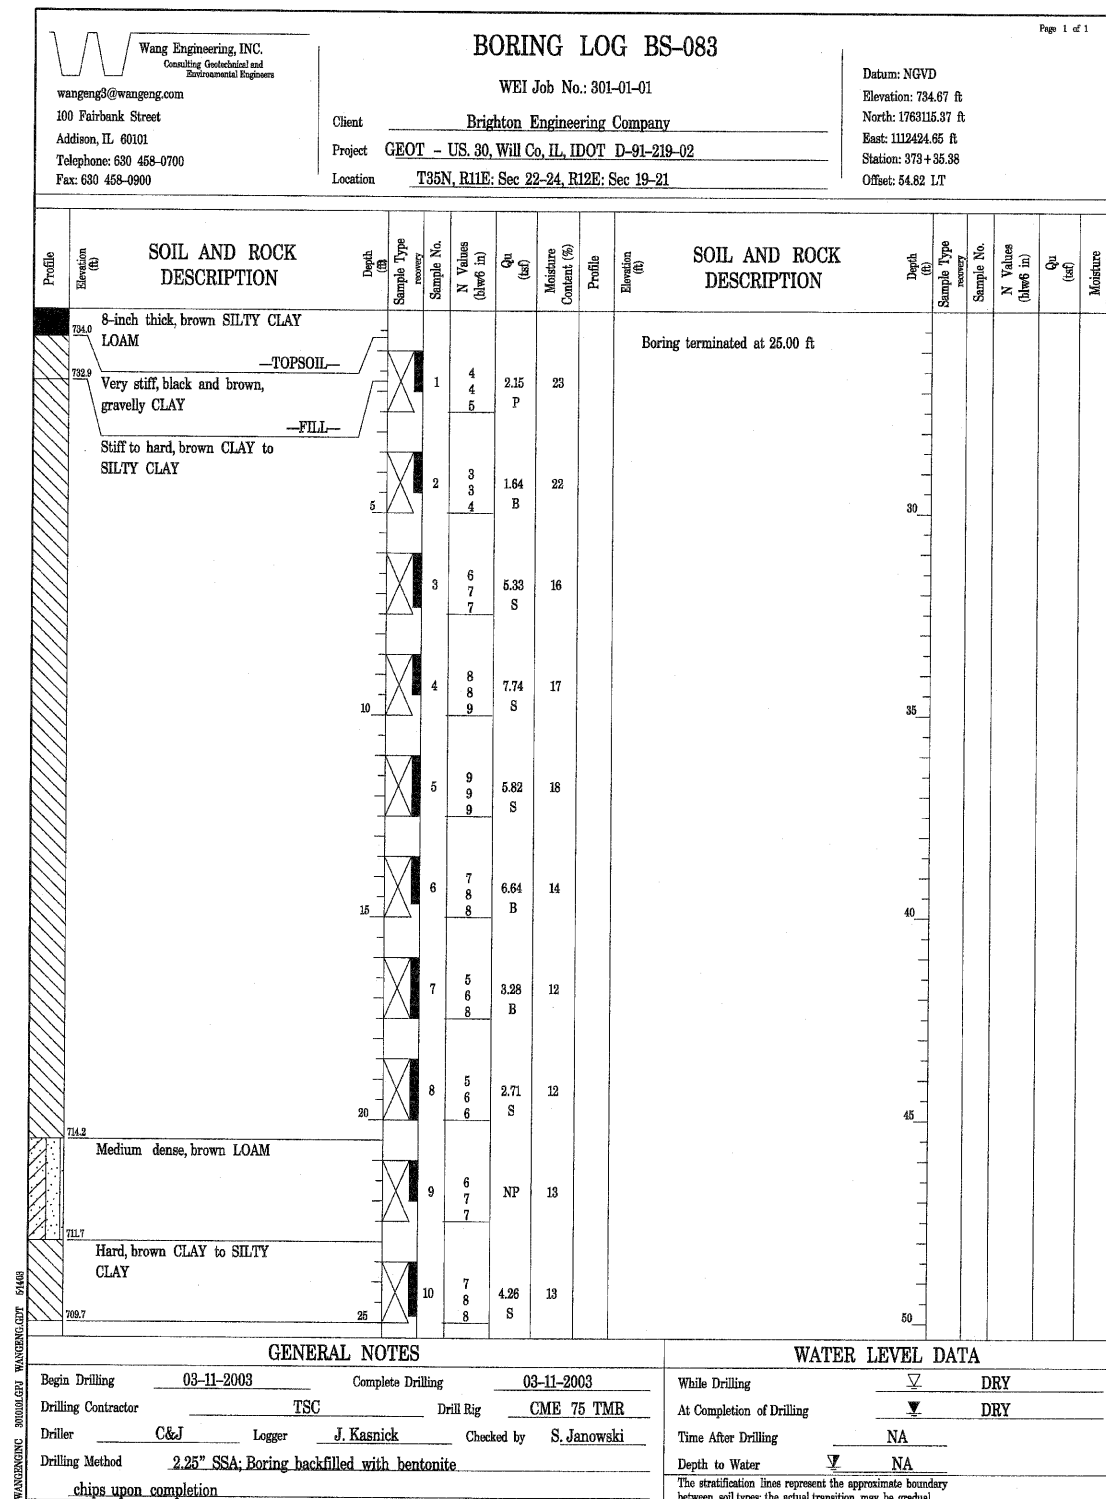 Page 1 of 1
Wang Engineering, INC.
Consulting Geotechnical and
Environmental Engineers
wangeng3@wangeng.com
100 Fairbank Street
Addison, IL 60101
Telephone: 630 458-0700
Fax: 630 458-0900
BORING LOG BS-083
WEI Job No.: 301-01-01
Client Brighton Engineering Company
Project GEOT - US. 30, Will Co, IL, IDOT D-91-219-02
Location T35N, R11E: Sec 22-24, R12E: Sec 19-21
Datum: NGVD
Elevation: 734.67 ft
North: 1763115.37 ft
East: 1112424.65 ft
Station: 373+35.38
Offset: 54.82 LT
Profile
Elevation (ft)
SOIL AND ROCK DESCRIPTION
Depth (ft)
Sample Type
recovery
Sample No.
N Values (blw6 in)
Qu (tsf)
Moisture Content (%)
Profile
Elevation (ft)
SOIL AND ROCK DESCRIPTION
Depth (ft)
Sample Type
recovery
Sample No.
N Values (blw6 in)
Qu (tsf)
Moisture
734.0 8-inch thick, brown SILTY CLAY
LOAM
—TOPSOIL—
732.9 Very stiff, black and brown,
gravelly CLAY
—FILL—
Stiff to hard, brown CLAY to
SILTY CLAY
1 4 4 5 2.15 P 23
2 3 3 4 1.64 B 22
5
3 6 7 7 5.33 S 16
4 8 8 9 7.74 S 17
10
5 9 9 9 5.82 S 18
6 7 8 8 6.64 B 14
15
7 5 6 8 3.28 B 12
8 5 6 6 2.71 S 12
20
714.2
Medium dense, brown LOAM
9 6 7 7 NP 13
711.7
Hard, brown CLAY to SILTY
CLAY
10 7 8 8 4.26 S 13
709.7 25
Boring terminated at 25.00 ft
30
35
40
45
50
GENERAL NOTES
Begin Drilling 03-11-2003 Complete Drilling 03-11-2003
Drilling Contractor TSC Drill Rig CME 75 TMR
Driller C&J Logger J. Kasnick Checked by S. Janowski
Drilling Method 2.25" SSA; Boring backfilled with bentonite
chips upon completion
WATER LEVEL DATA
While Drilling DRY
At Completion of Drilling DRY
Time After Drilling NA
Depth to Water NA
The stratification lines represent the approximate boundary
between soil types; the actual transition may be gradual.
WANGENGINC 3010101.GPJ WANGENG.GDT 5/14/03